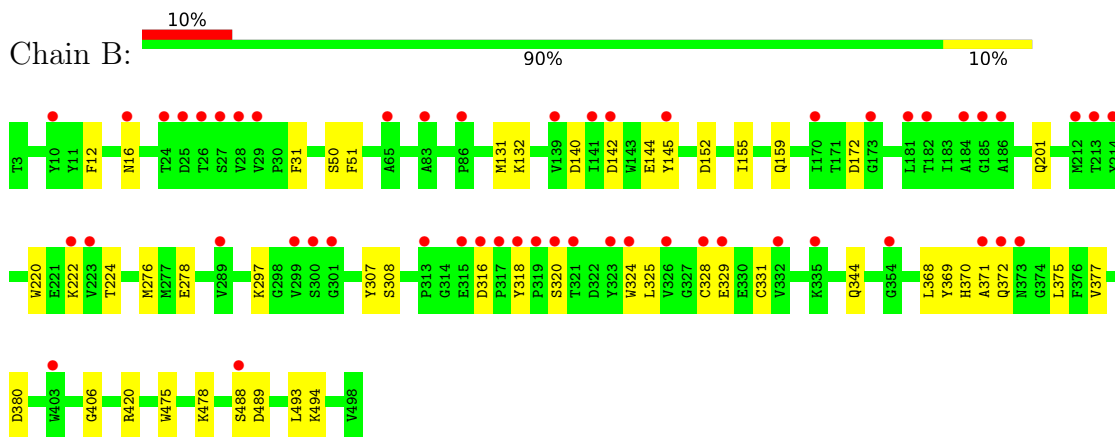 10%
Chain B:
90% 10%
T3 Y10 Y11 F12 N16 T24 D25 T26 S27 V28 V29 P30 F31 S50 F51 A65 A83 P86 M131 K132 V139 D140 I141 D142 W143 E144 Y145 D152 I155 Q159 I170 T171 D172 G173 L181 T182 I183 A184 G185 A186 Q201 M212 T213 Y214
W220 E221 K222 V223 T224 M276 M277 E278 V289 K297 G298 V299 S300 G301 Y307 S308 P313 G314 E315 D316 P317 Y318 P319 S320 T321 D322 Y323 W324 L325 V326 G327 C328 E329 E330 C331 V332 K335 Q344 G354 L368 Y369 H370 A371 Q372 N373 G374 L375 F376 V377
D380 W403 G406 R420 W475 K478 S488 D489 L493 K494 V498